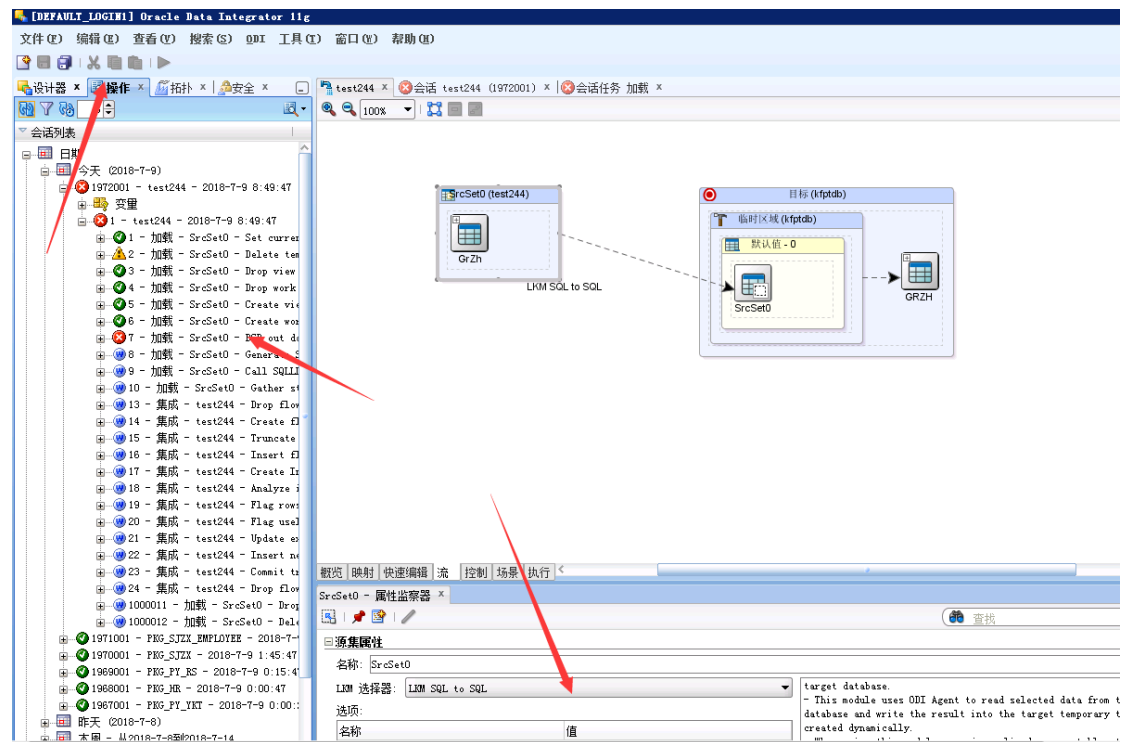 [DEFAULT_LOGIN1] Oracle Data Integrator 11g
文件(F) 编辑(E) 查看(V) 搜索(S) ODI 工具(T) 窗口(W) 帮助(H)
设计器 × 操作 × 拓扑 × 安全 ×
test244 × 会话 test244 (1972001) × 会话任务 加载 ×
100%
会话列表
日期
今天 (2018-7-9)
1972001 - test244 - 2018-7-9 8:49:47
变量
1 - test244 - 2018-7-9 8:49:47
1 - 加载 - SrcSet0 - Set curren
2 - 加载 - SrcSet0 - Delete tem
3 - 加载 - SrcSet0 - Drop view
4 - 加载 - SrcSet0 - Drop work
5 - 加载 - SrcSet0 - Create vie
6 - 加载 - SrcSet0 - Create wor
7 - 加载 - SrcSet0 - BCP out da
8 - 加载 - SrcSet0 - Generate S
9 - 加载 - SrcSet0 - Call SQLLD
10 - 加载 - SrcSet0 - Gather st
13 - 集成 - test244 - Drop flow
14 - 集成 - test244 - Create fl
15 - 集成 - test244 - Truncate
16 - 集成 - test244 - Insert fl
17 - 集成 - test244 - Create In
18 - 集成 - test244 - Analyze i
19 - 集成 - test244 - Flag rows
20 - 集成 - test244 - Flag usel
21 - 集成 - test244 - Update ex
22 - 集成 - test244 - Insert ne
23 - 集成 - test244 - Commit tr
24 - 集成 - test244 - Drop flow
1000011 - 加载 - SrcSet0 - Drop
1000012 - 加载 - SrcSet0 - Dele
1971001 - PKG_SJZX_EMPLOYEE - 2018-7-
1970001 - PKG_SJZX - 2018-7-9 1:45:47
1969001 - PKG_PY_RS - 2018-7-9 0:15:4
1968001 - PKG_HR - 2018-7-9 0:00:47
1967001 - PKG_PY_YKT - 2018-7-9 0:00:
昨天 (2018-7-8)
本周 - 从2018-7-8到2018-7-14
SrcSet0 (test244)
GrZh
LKM SQL to SQL
目标 (kfptdb)
临时区域 (kfptdb)
默认值 - 0
SrcSet0
GRZH
概览 映射 快速编辑 流 控制 场景 执行
SrcSet0 - 属性监察器 ×
查找
源集属性
名称: SrcSet0
LKM 选择器: LKM SQL to SQL
选项:
名称 值
target database.
- This module uses ODI Agent to read selected data from t
database and write the result into the target temporary t
created dynamically.